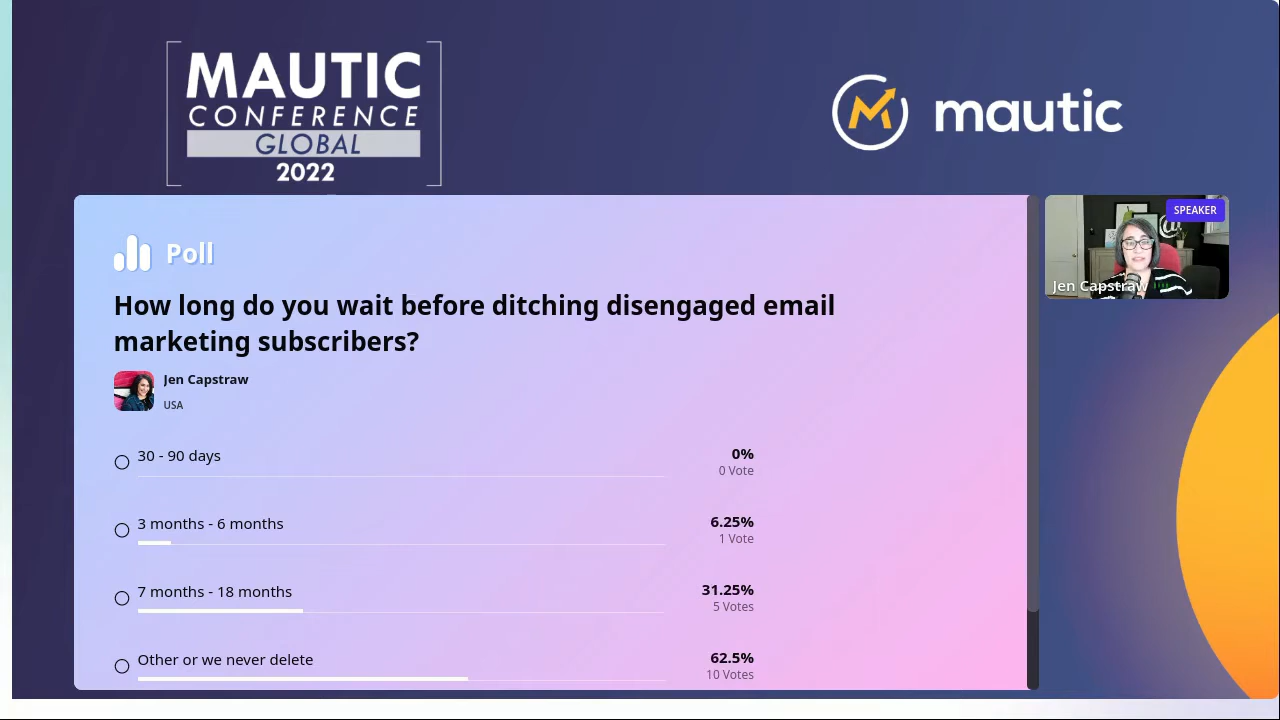 MAUTIC
CONFERENCE
GLOBAL
2022
mautic
SPEAKER
Jen Capstraw
Poll
How long do you wait before ditching disengaged email
marketing subscribers?
Jen Capstraw
USA
30 - 90 days
0%
0 Vote
3 months - 6 months
6.25%
1 Vote
7 months - 18 months
31.25%
5 Votes
Other or we never delete
62.5%
10 Votes